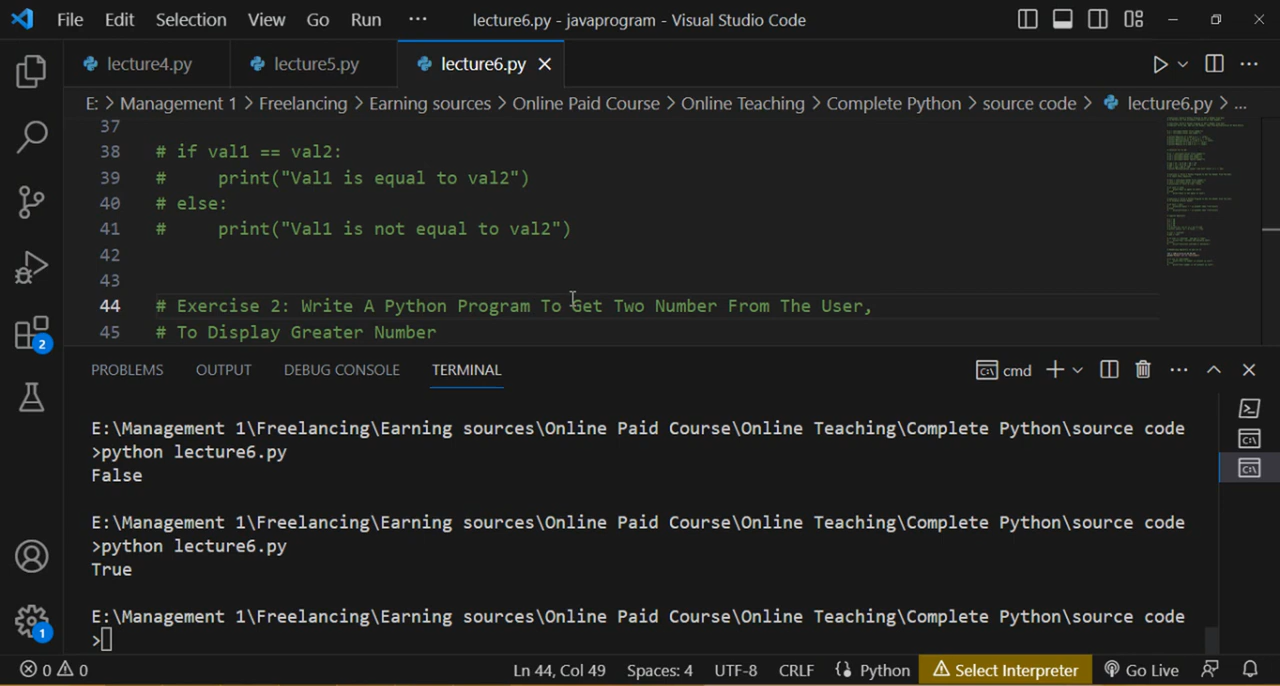 File Edit Selection View Go Run ··· lecture6.py - javaprogram - Visual Studio Code
lecture4.py lecture5.py lecture6.py
E: > Management 1 > Freelancing > Earning sources > Online Paid Course > Online Teaching > Complete Python > source code > lecture6.py > ...
37
38 # if val1 == val2:
39 #     print("Val1 is equal to val2")
40 # else:
41 #     print("Val1 is not equal to val2")
42
43
44 # Exercise 2: Write A Python Program To Get Two Number From The User,
45 # To Display Greater Number
PROBLEMS OUTPUT DEBUG CONSOLE TERMINAL cmd
E:\Management 1\Freelancing\Earning sources\Online Paid Course\Online Teaching\Complete Python\source code
>python lecture6.py
False
E:\Management 1\Freelancing\Earning sources\Online Paid Course\Online Teaching\Complete Python\source code
>python lecture6.py
True
E:\Management 1\Freelancing\Earning sources\Online Paid Course\Online Teaching\Complete Python\source code
>
2
1
0 0 Ln 44, Col 49 Spaces: 4 UTF-8 CRLF Python Select Interpreter Go Live